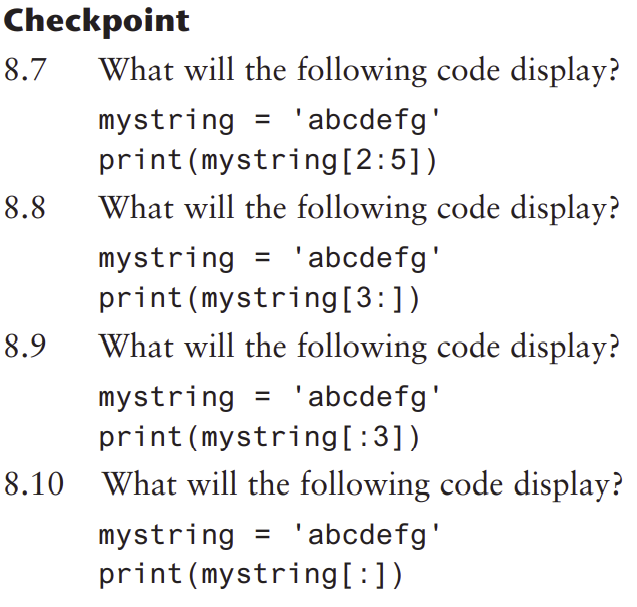 Checkpoint
8.7 What will the following code display?
mystring = 'abcdefg'
print(mystring[2:5])
8.8 What will the following code display?
mystring = 'abcdefg'
print(mystring[3:])
8.9 What will the following code display?
mystring = 'abcdefg'
print(mystring[:3])
8.10 What will the following code display?
mystring = 'abcdefg'
print(mystring[:])